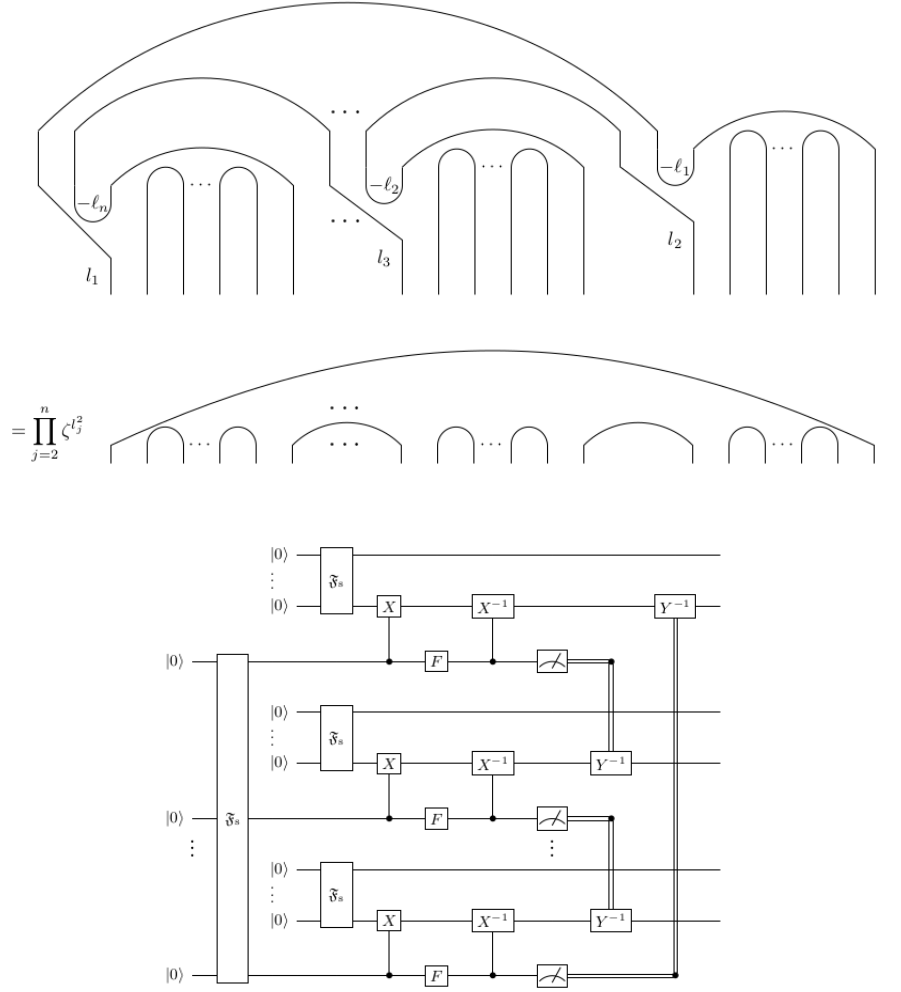 . . .
−ℓₙ . . . −ℓ₂ . . . −ℓ₁ . . .
. . .
l₁ l₃ l₂
= ∏ⁿⱼ₌₂ ζ^{l_j^2}
. . .
. . . . . . . . . . . .
|0⟩
⋮ 𝔉ₛ
|0⟩ X X⁻¹ Y⁻¹
|0⟩ F
|0⟩
⋮ 𝔉ₛ
|0⟩ X X⁻¹ Y⁻¹
|0⟩ 𝔉ₛ F
⋮ ⋮
|0⟩
⋮ 𝔉ₛ
|0⟩ X X⁻¹ Y⁻¹
|0⟩ F